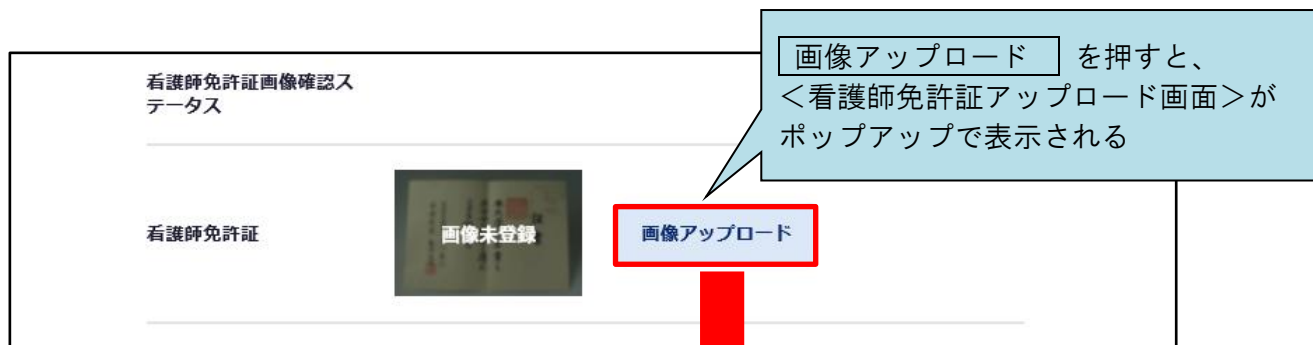 画像アップロード を押すと、
<看護師免許証アップロード画面>が
ポップアップで表示される
看護師免許証画像確認ス
テータス
看護師免許証
画像未登録
画像アップロード